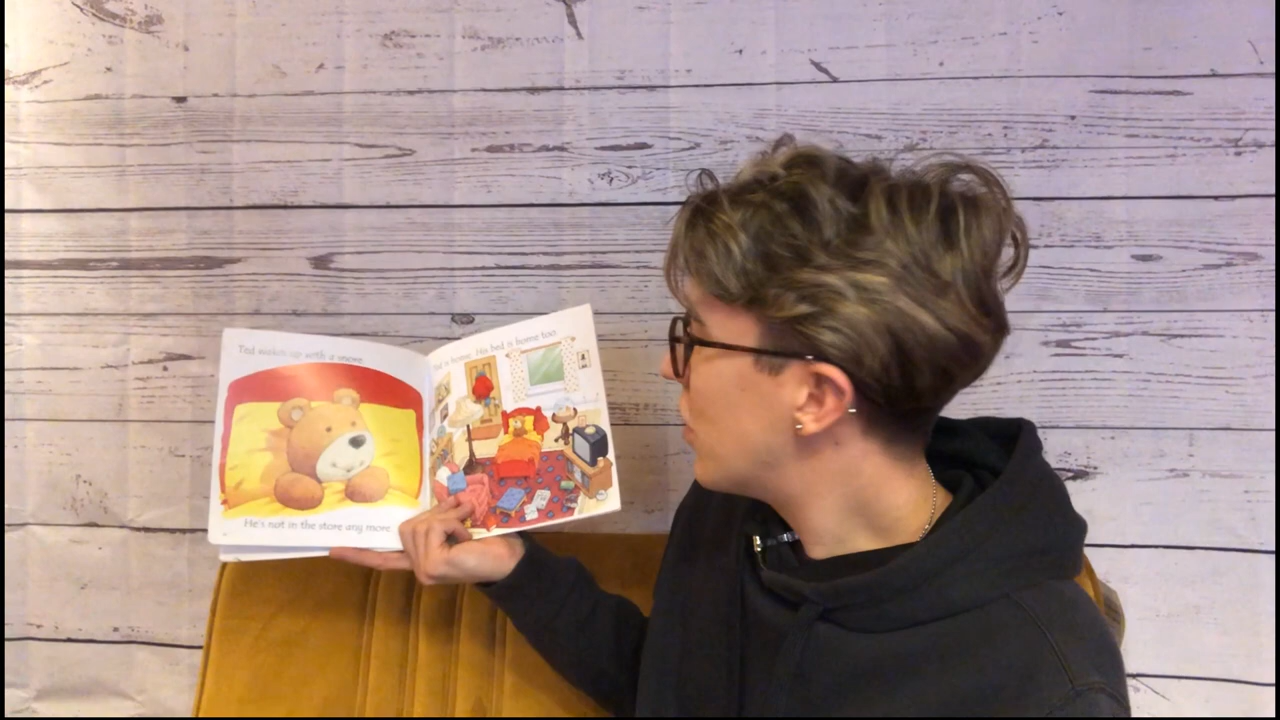 Ted wakes up with a snore.
He's not in the store any more.
Ted is home. His bed is home too.